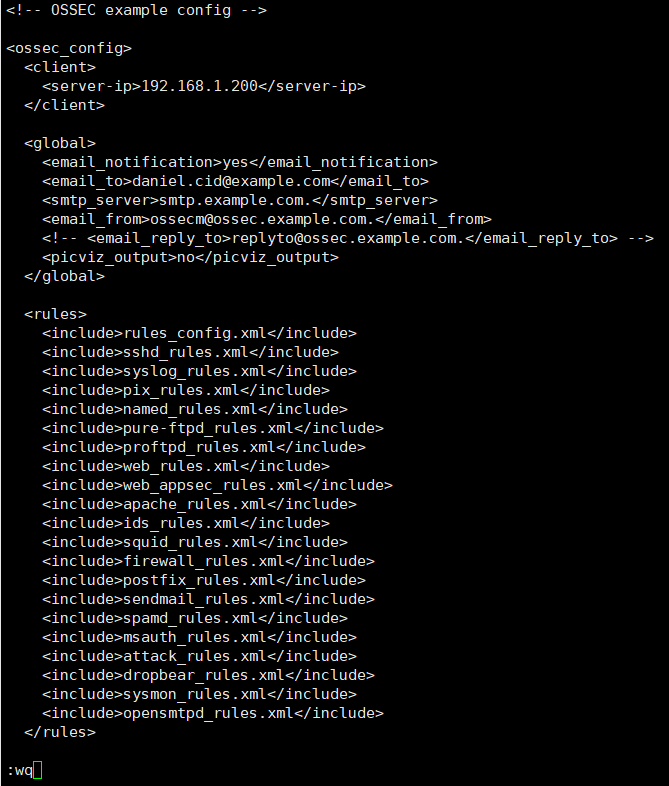 <!-- OSSEC example config -->
<ossec_config>
  <client>
    <server-ip>192.168.1.200</server-ip>
  </client>
  <global>
    <email_notification>yes</email_notification>
    <email_to>daniel.cid@example.com</email_to>
    <smtp_server>smtp.example.com.</smtp_server>
    <email_from>ossecm@ossec.example.com.</email_from>
    <!-- <email_reply_to>replyto@ossec.example.com.</email_reply_to> -->
    <picviz_output>no</picviz_output>
  </global>
  <rules>
    <include>rules_config.xml</include>
    <include>sshd_rules.xml</include>
    <include>syslog_rules.xml</include>
    <include>pix_rules.xml</include>
    <include>named_rules.xml</include>
    <include>pure-ftpd_rules.xml</include>
    <include>proftpd_rules.xml</include>
    <include>web_rules.xml</include>
    <include>web_appsec_rules.xml</include>
    <include>apache_rules.xml</include>
    <include>ids_rules.xml</include>
    <include>squid_rules.xml</include>
    <include>firewall_rules.xml</include>
    <include>postfix_rules.xml</include>
    <include>sendmail_rules.xml</include>
    <include>spamd_rules.xml</include>
    <include>msauth_rules.xml</include>
    <include>attack_rules.xml</include>
    <include>dropbear_rules.xml</include>
    <include>sysmon_rules.xml</include>
    <include>opensmtpd_rules.xml</include>
  </rules>
:wq